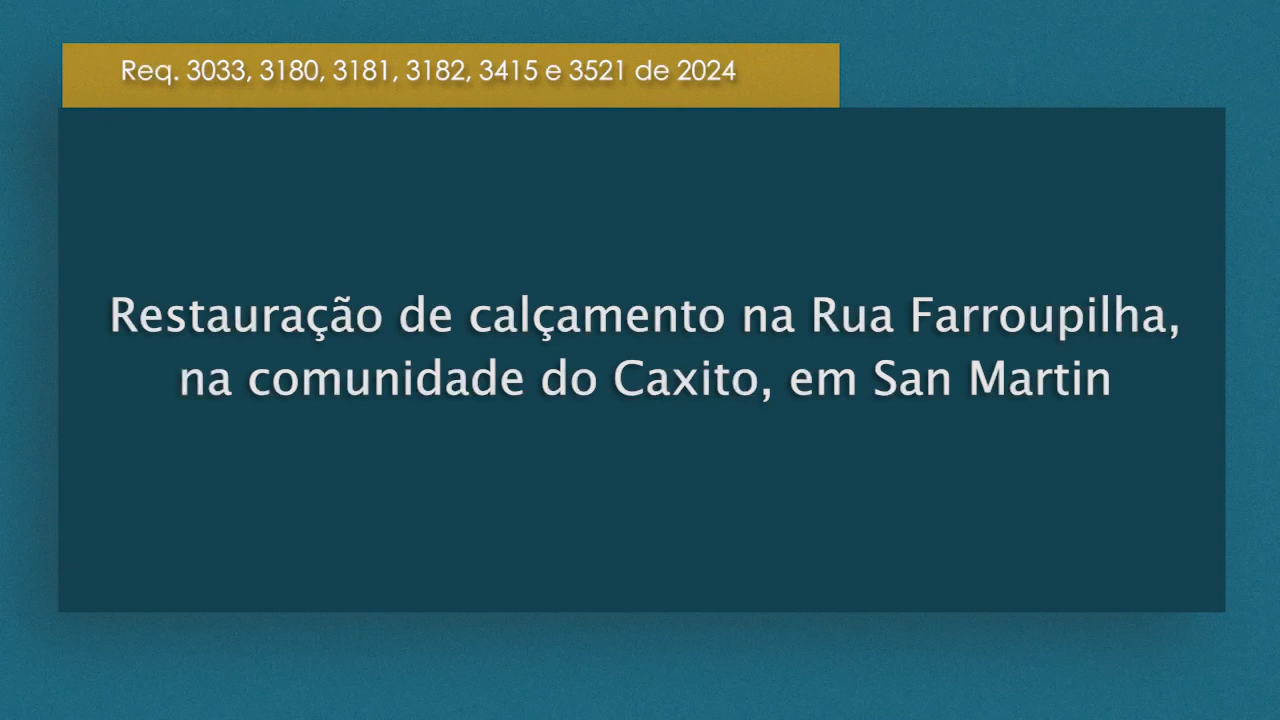 Req. 3033, 3180, 3181, 3182, 3415 e 3521 de 2024
Restauração de calçamento na Rua Farroupilha,
na comunidade do Caxito, em San Martin